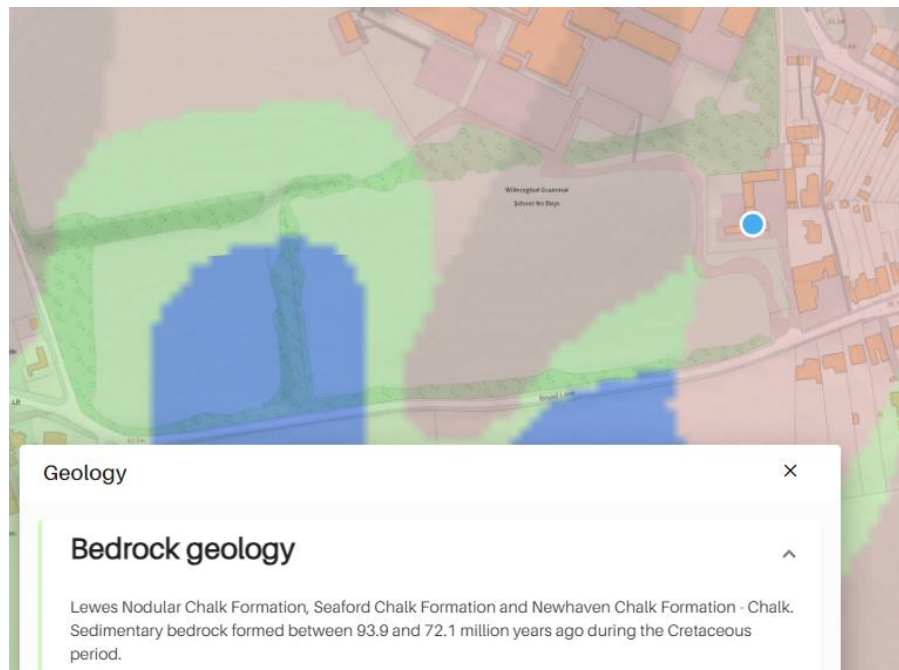 Wilmington Grammar
School for Boys
Geology
Bedrock geology
Lewes Nodular Chalk Formation, Seaford Chalk Formation and Newhaven Chalk Formation - Chalk.
Sedimentary bedrock formed between 93.9 and 72.1 million years ago during the Cretaceous
period.